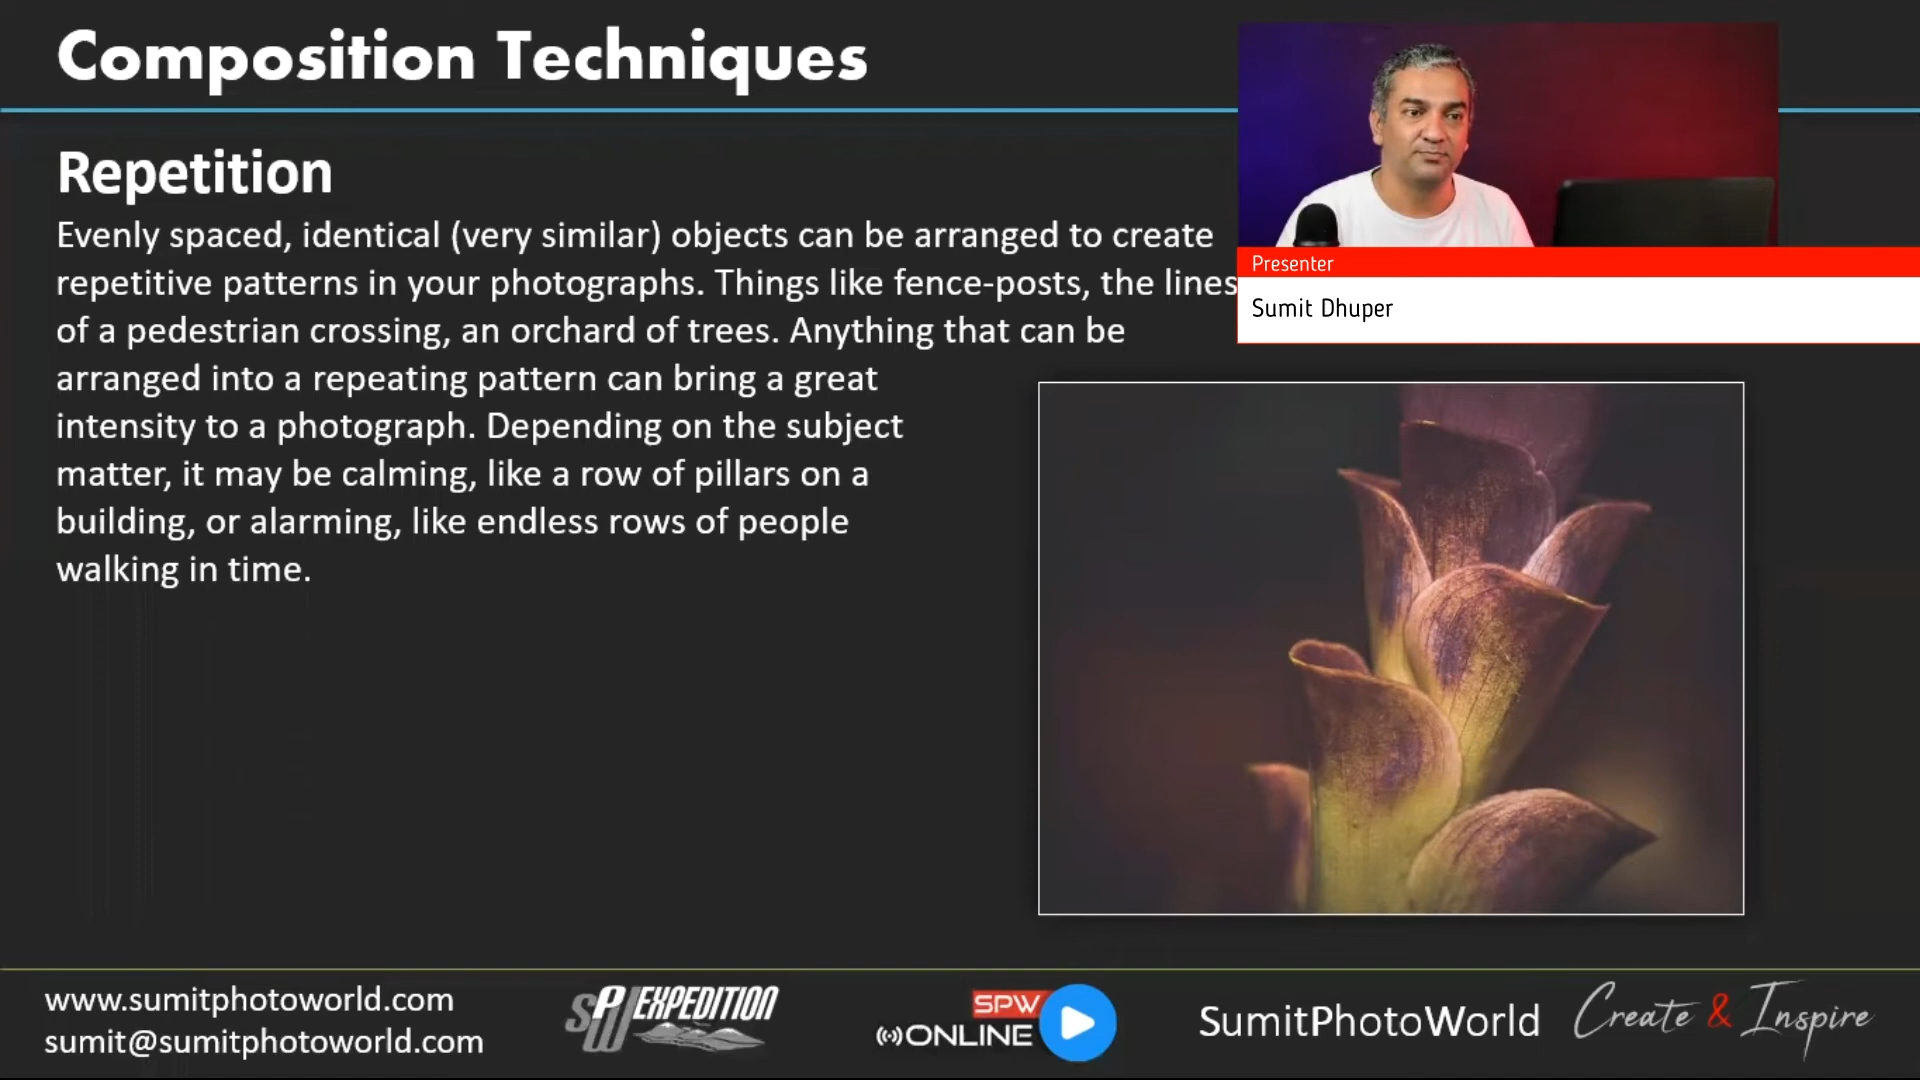 Composition Techniques
Repetition
Evenly spaced, identical (very similar) objects can be arranged to create
repetitive patterns in your photographs. Things like fence-posts, the lines
of a pedestrian crossing, an orchard of trees. Anything that can be
arranged into a repeating pattern can bring a great
intensity to a photograph. Depending on the subject
matter, it may be calming, like a row of pillars on a
building, or alarming, like endless rows of people
walking in time.
Presenter
Sumit Dhuper
www.sumitphotoworld.com
sumit@sumitphotoworld.com
SPW EXPEDITION
SPW
ONLINE
SumitPhotoWorld
Create & Inspire